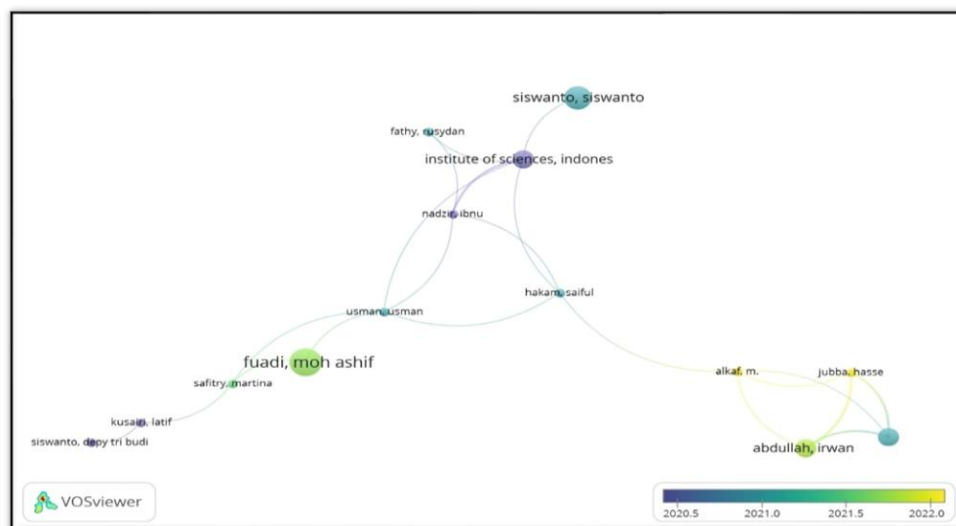 siswanto, siswanto
fathy, rusydan
institute of sciences, indones
nadzir, ibnu
hakam, saiful
usman, usman
fuadi, moh ashif
safitry, martina
alkaf, m.
jubba, hasse
kusairi, latif
siswanto, depy tri budi
abdullah, irwan
VOSviewer
2020.5 2021.0 2021.5 2022.0